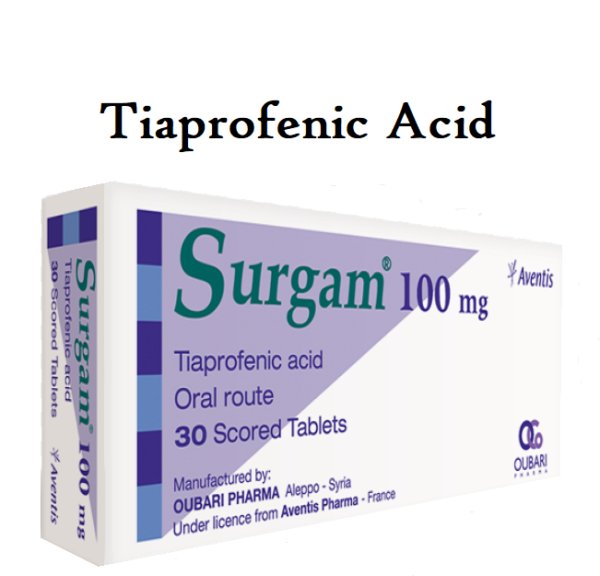 Tiaprofenic Acid
Surgam® 100 mg
Aventis
Tiaprofenic acid
Oral route
30 Scored Tablets
OUBARI
PHARMA
Manufactured by:
OUBARI PHARMA Aleppo - Syria
Under licence from Aventis Pharma - France
Surgam® 100 mg
Tiaprofenic acid
30 Scored Tablets
Aventis